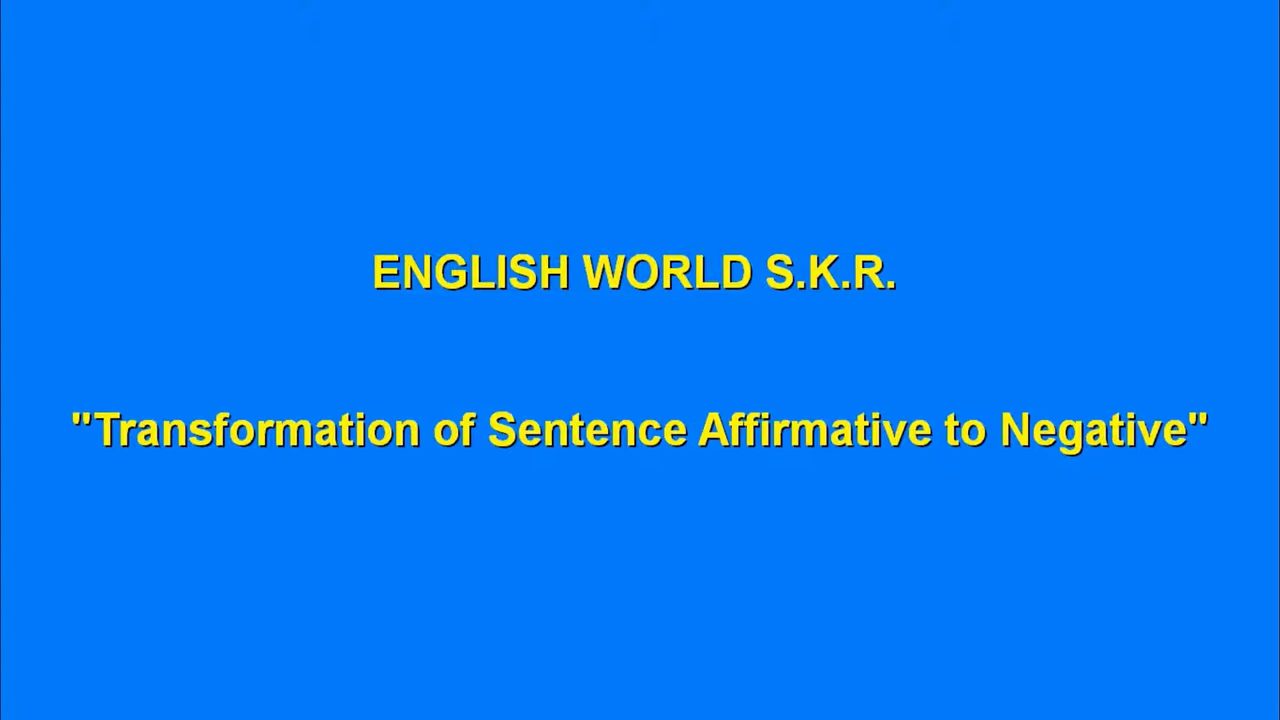 ENGLISH WORLD S.K.R.
"Transformation of Sentence Affirmative to Negative"